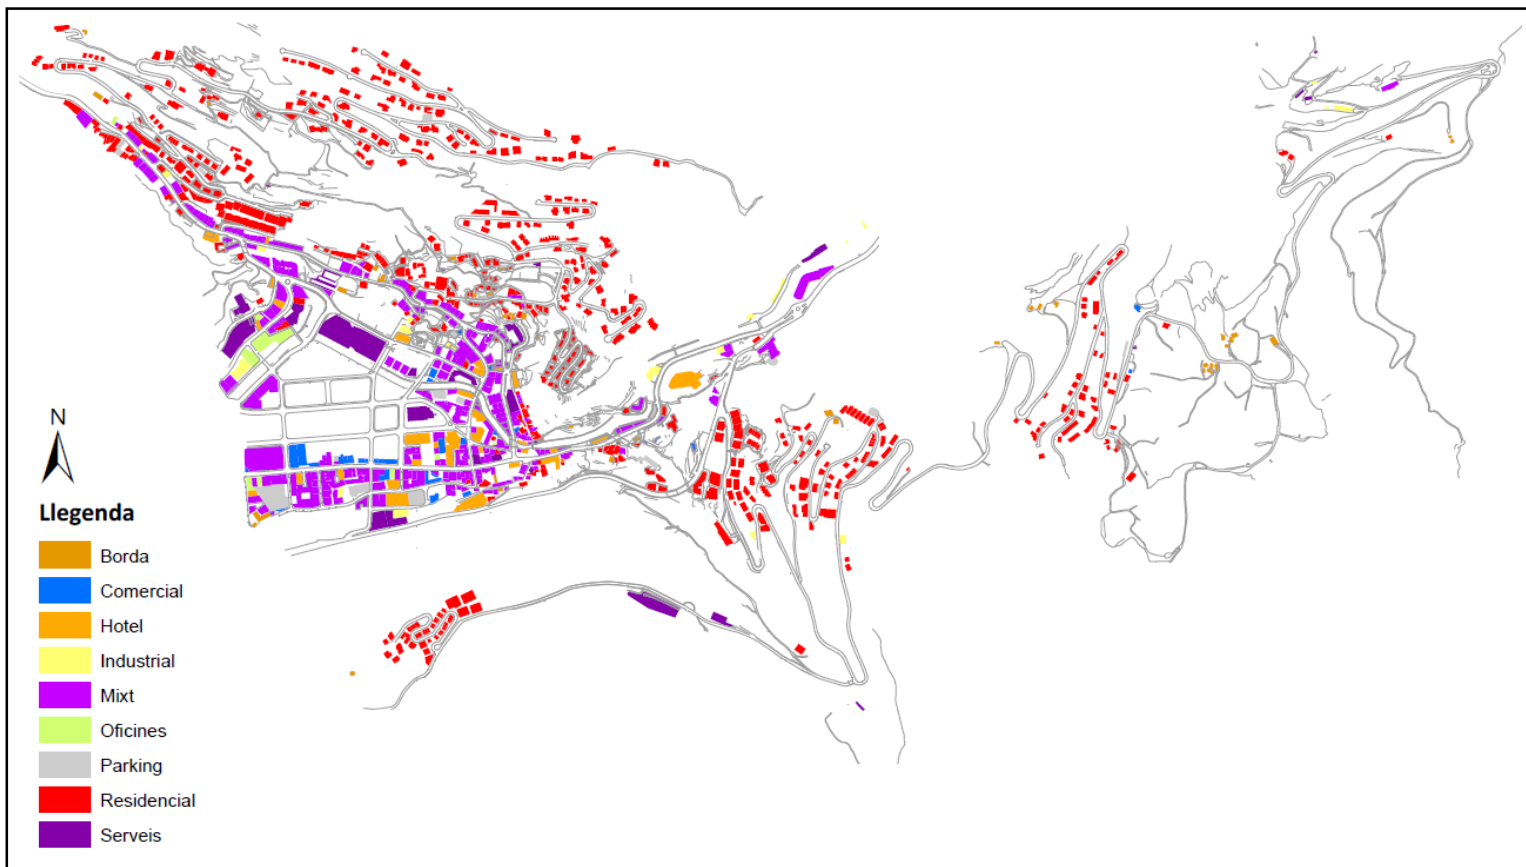 N
Llegenda
Borda
Comercial
Hotel
Industrial
Mixt
Oficines
Parking
Residencial
Serveis